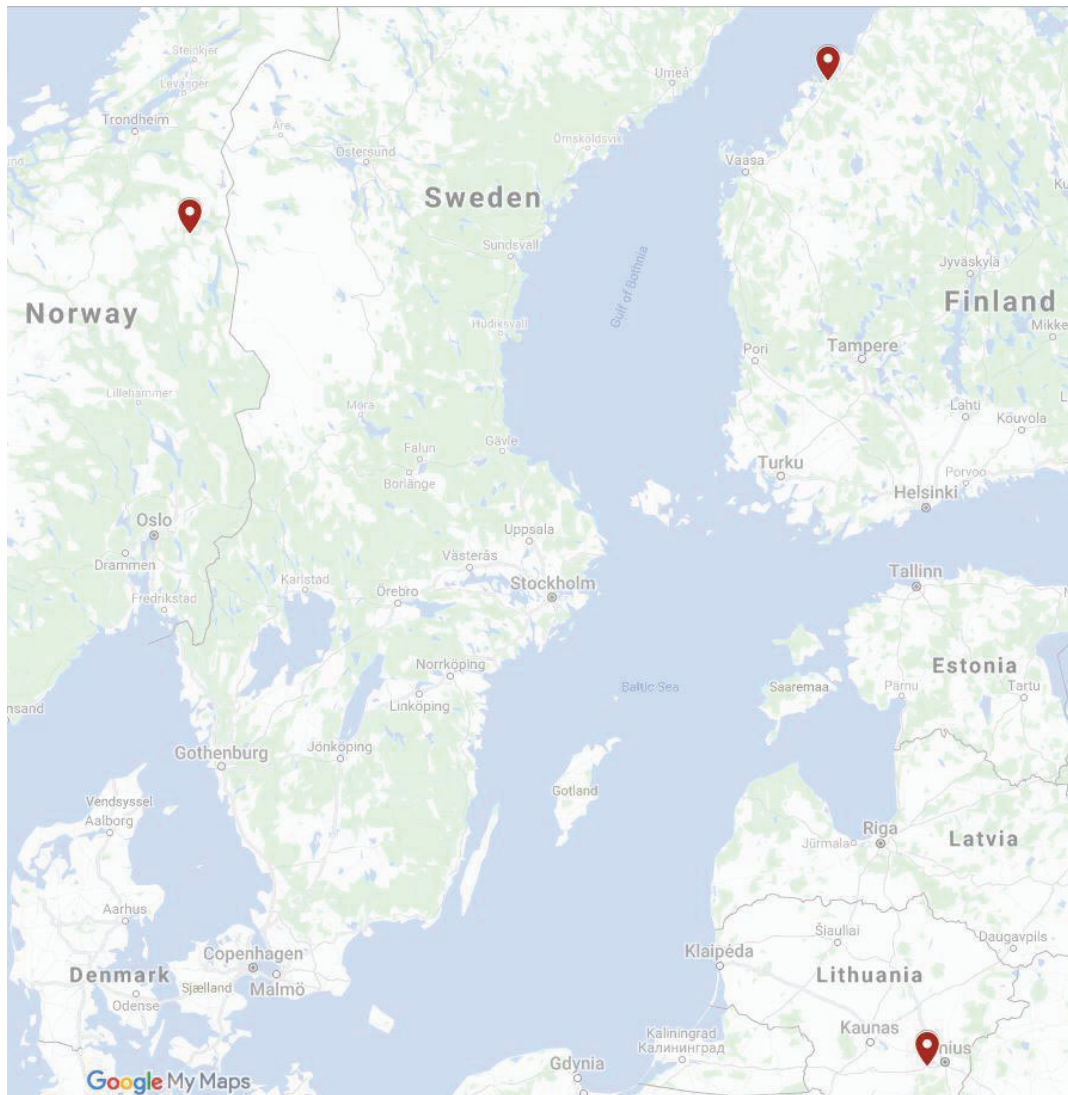 Steinkjer
Levanger
Umeå
Trondheim
Åre
Örnsköldsvik
Östersund
Vaasa
Sweden
Sundsvall
Gulf of Bothnia
Jyväskylä
Norway
Finland
Hudiksvall
Mikke
Pori
Tampere
Lillehammer
Mora
Lahti
Kouvola
Falun
Gävle
Borlänge
Turku
Porvoo
Helsinki
Oslo
Uppsala
Drammen
Västerås
Tallinn
Karlstad
Örebro
Stockholm
Fredrikstad
Norrköping
Estonia
Baltic Sea
Saaremaa
Pärnu
Tartu
Linköping
nsand
Gothenburg
Jönköping
Gotland
Vendsyssel
Aalborg
Riga
Jūrmala
Latvia
Aarhus
Šiauliai
Daugavpils
Copenhagen
Klaipėda
Denmark
Sjælland
Malmö
Lithuania
Odense
Kaunas
Kaliningrad
Калининград
nius
Gdynia
Google My Maps